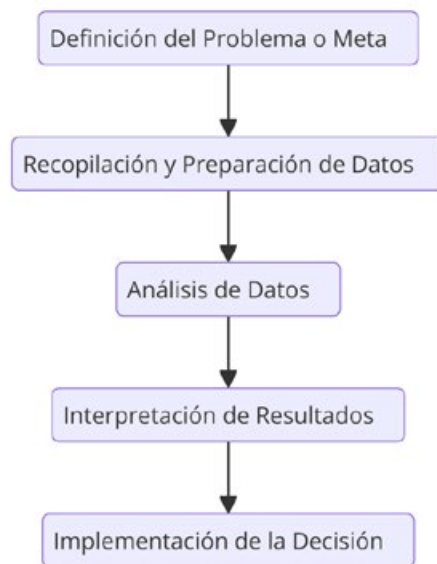 Definición del Problema o Meta
Recopilación y Preparación de Datos
Análisis de Datos
Interpretación de Resultados
Implementación de la Decisión